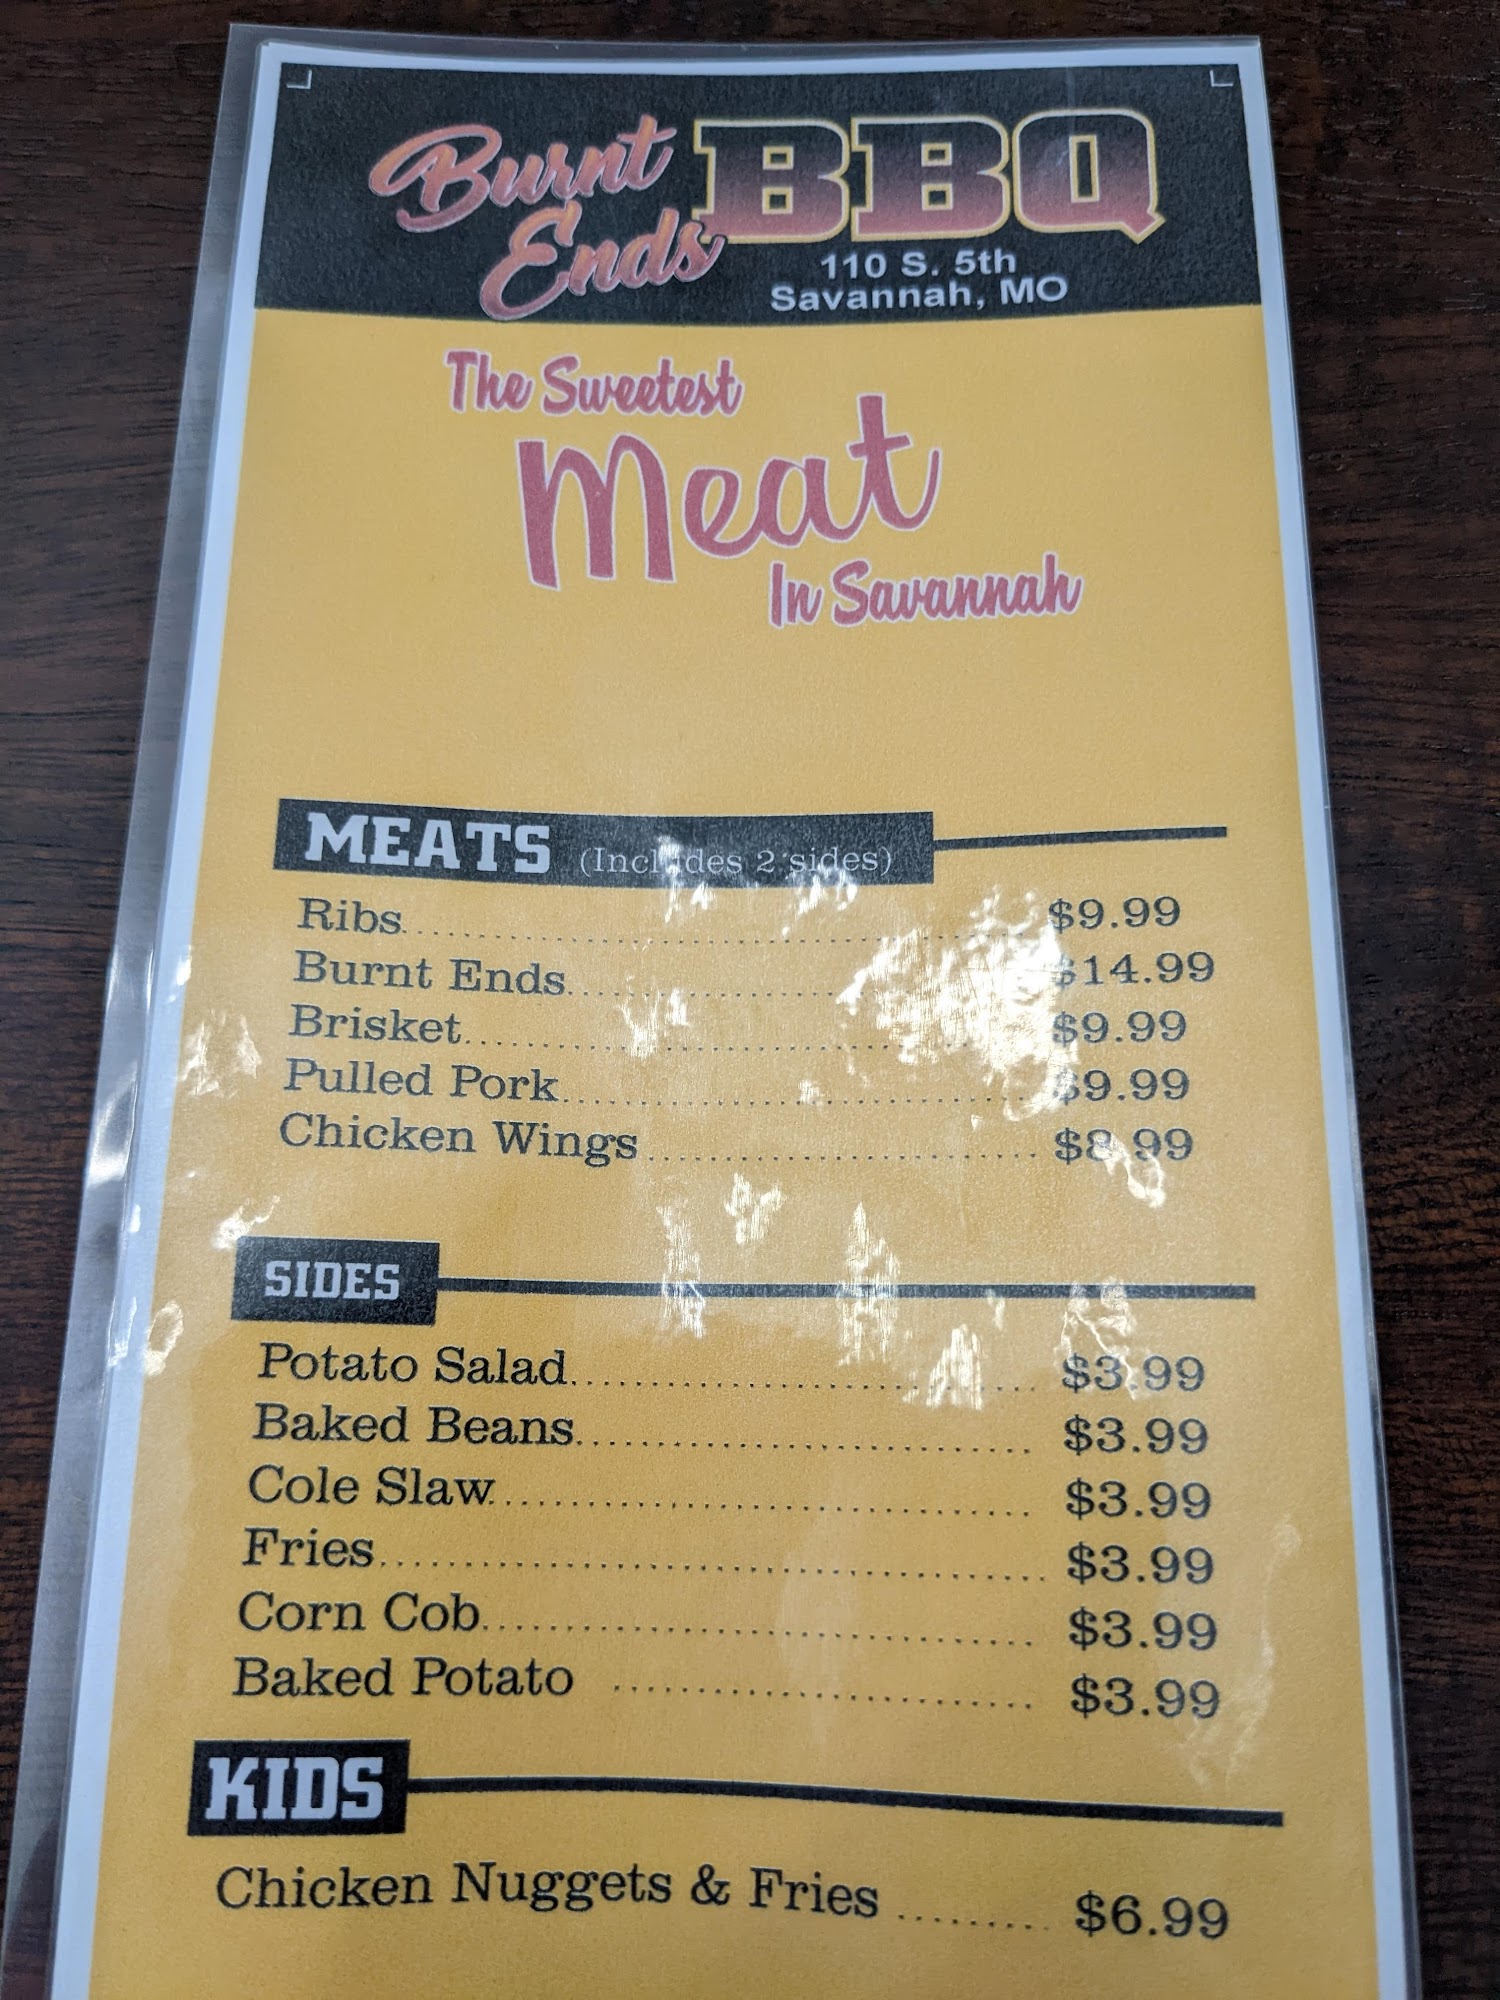 Burnt Ends BBQ
110 S. 5th
Savannah, MO
The Sweetest
Meat
In Savannah
MEATS (Includes 2 sides)
Ribs $9.99
Burnt Ends $14.99
Brisket $9.99
Pulled Pork $9.99
Chicken Wings $8.99
SIDES
Potato Salad $3.99
Baked Beans $3.99
Cole Slaw $3.99
Fries $3.99
Corn Cob $3.99
Baked Potato $3.99
KIDS
Chicken Nuggets & Fries $6.99